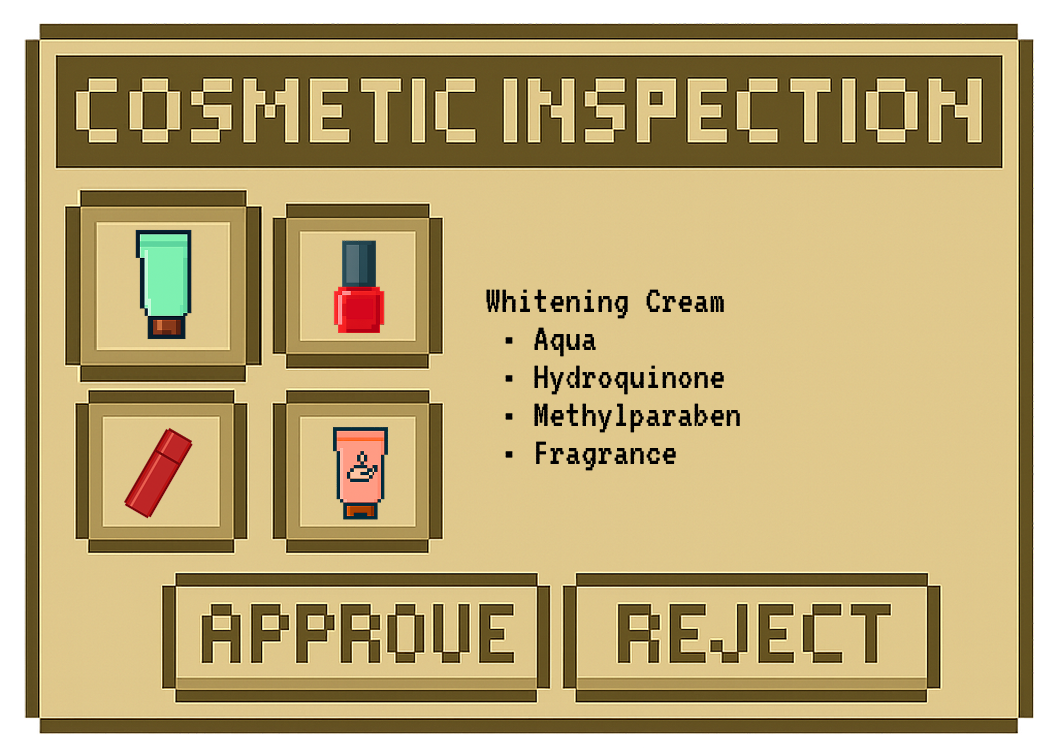 COSMETIC INSPECTION
Whitening Cream
▪ Aqua
▪ Hydroquinone
▪ Methylparaben
▪ Fragrance
APPROVE
REJECT